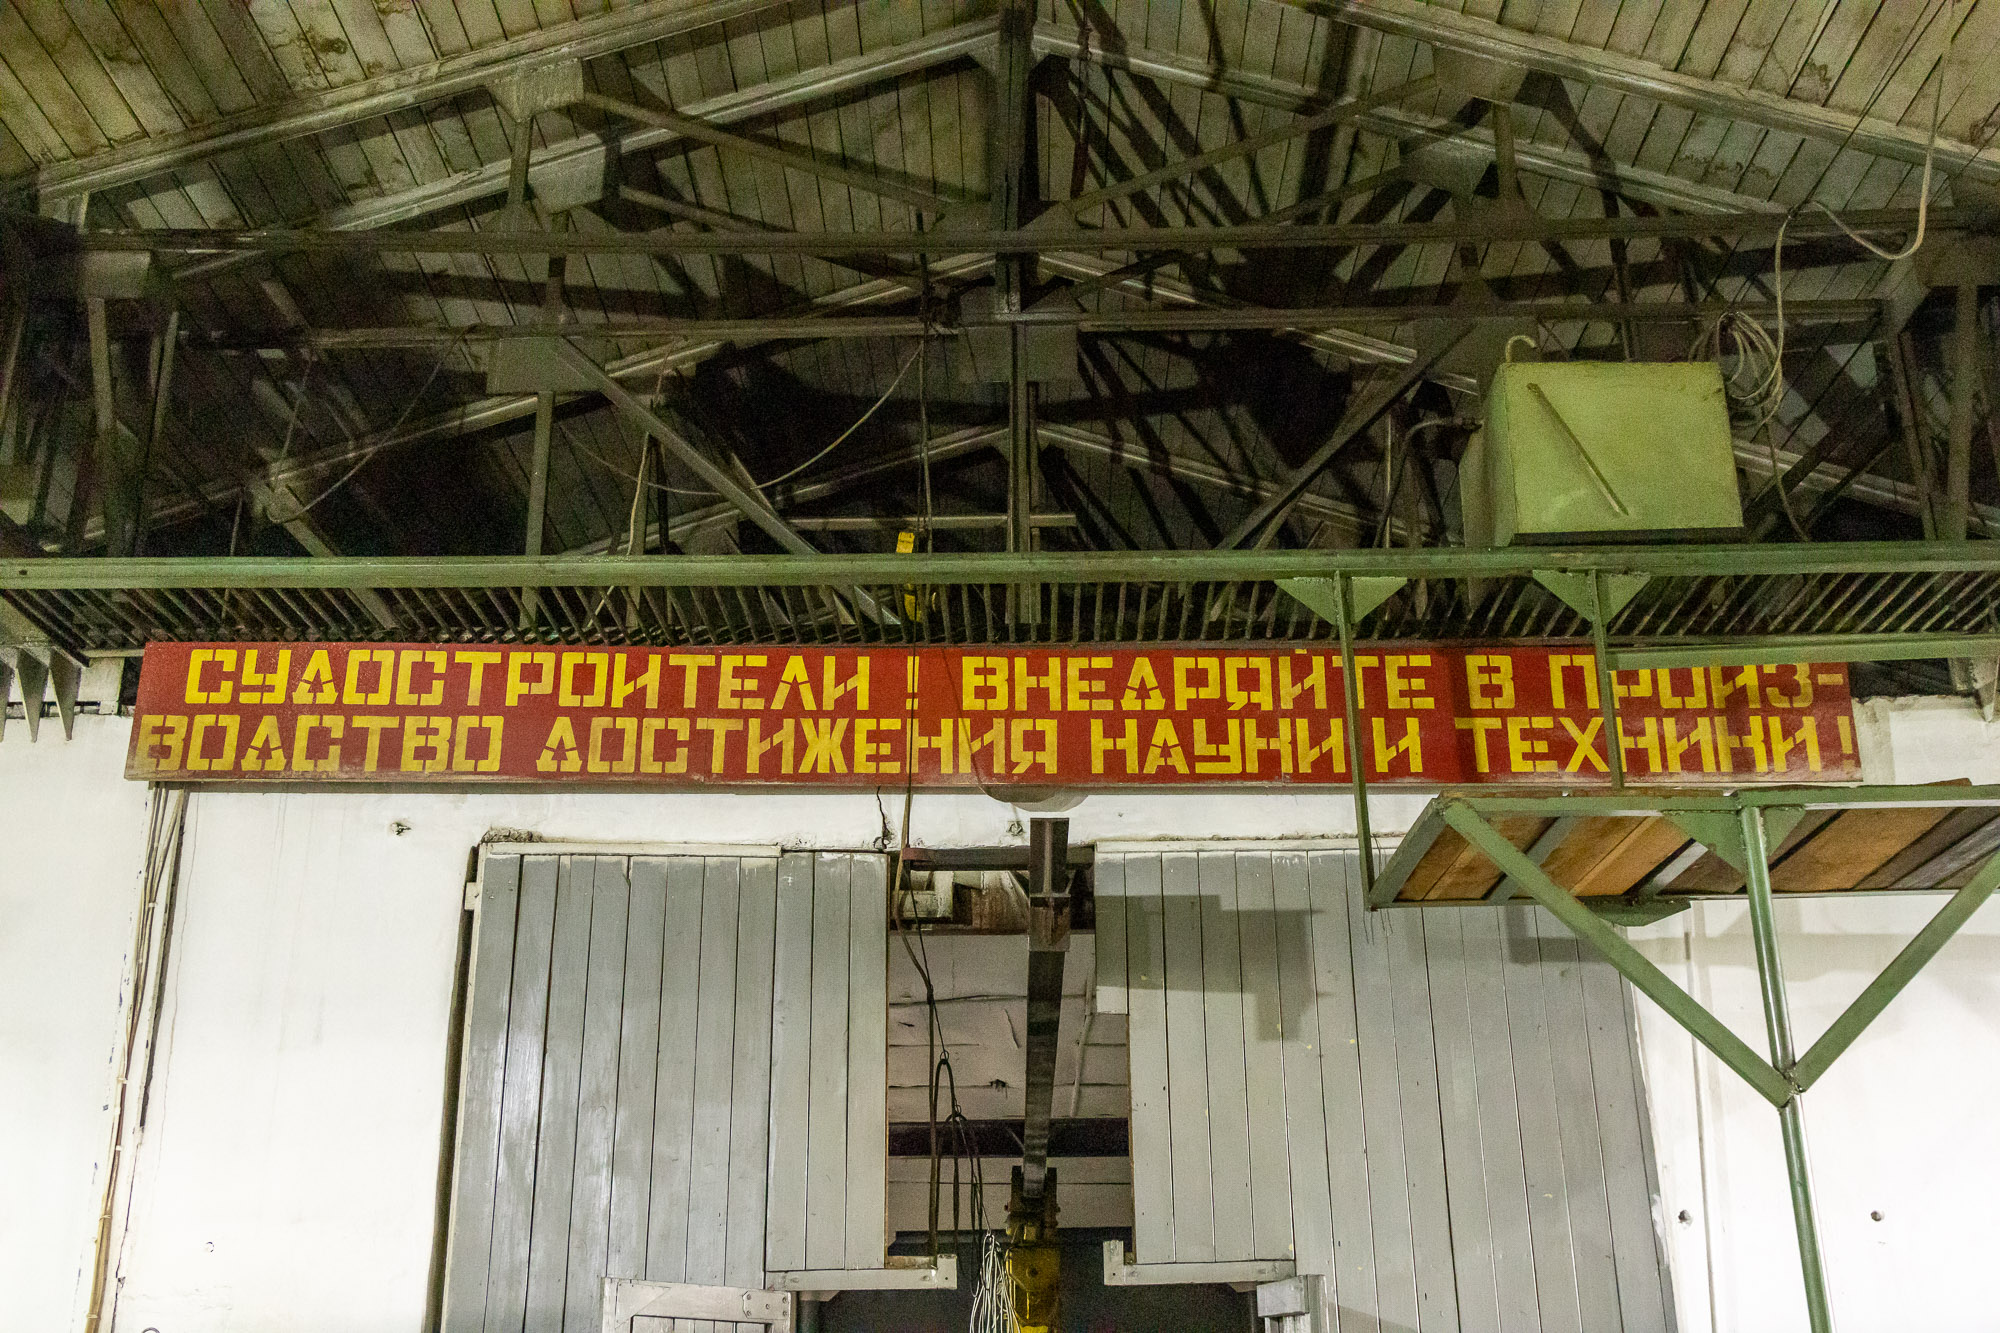 СУДОСТРОИТЕЛИ! ВНЕДРЯЙТЕ В ПРОИЗ-
ВОДСТВО ДОСТИЖЕНИЯ НАУКИ И ТЕХНИКИ!